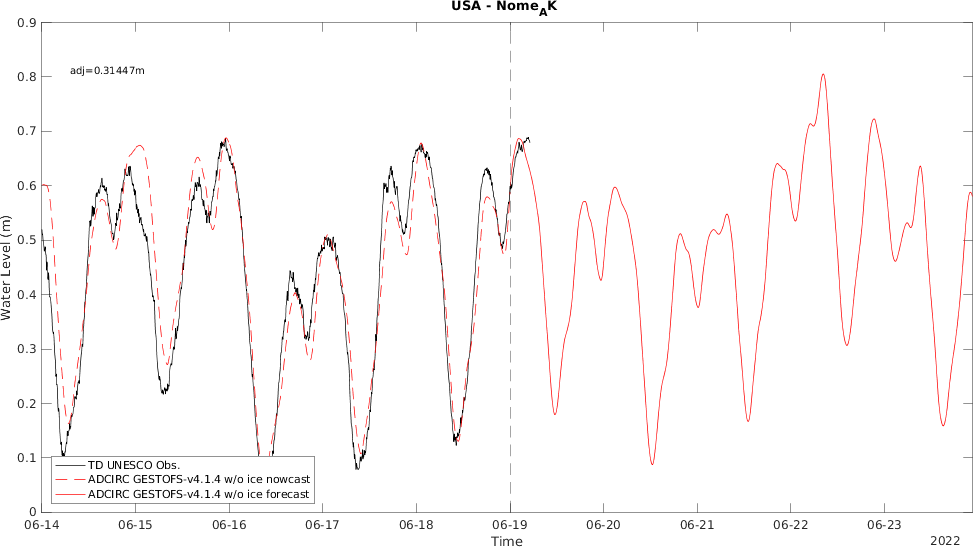 USA - Nome_AK
0.9
0.8
adj=0.31447m
0.7
0.6
0.5
Water Level (m)
0.4
0.3
0.2
0.1
TD UNESCO Obs.
ADCIRC GESTOFS-v4.1.4 w/o ice nowcast
ADCIRC GESTOFS-v4.1.4 w/o ice forecast
0
06-14 06-15 06-16 06-17 06-18 06-19 06-20 06-21 06-22 06-23
Time
2022